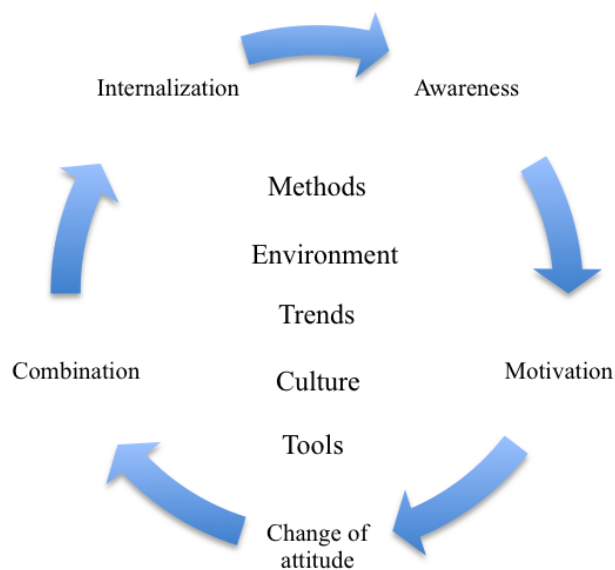 Internalization
Awareness
Methods
Environment
Trends
Combination
Culture
Motivation
Tools
Change of
attitude